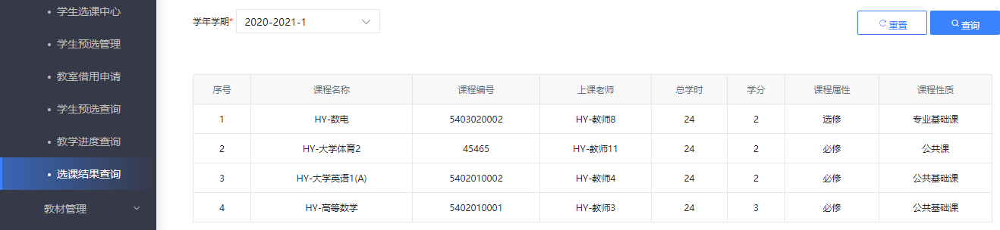 学生选课中心
学生预选管理
教室借用申请
学生预选查询
教学进度查询
选课结果查询
教材管理
学年学期* 2020-2021-1 重置 查询
序号 课程名称 课程编号 上课老师 总学时 学分 课程属性 课程性质
1 HY-数电 5403020002 HY-教师8 24 2 选修 专业基础课
2 HY-大学体育2 45465 HY-教师11 24 2 必修 公共课
3 HY-大学英语1(A) 5402010002 HY-教师4 24 2 必修 公共基础课
4 HY-高等数学 5402010001 HY-教师3 24 3 必修 公共基础课